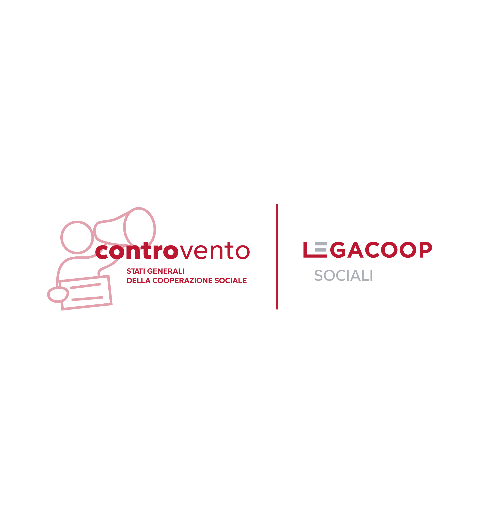 controvento
STATI GENERALI
DELLA COOPERAZIONE SOCIALE
LEGACOOP
SOCIALI